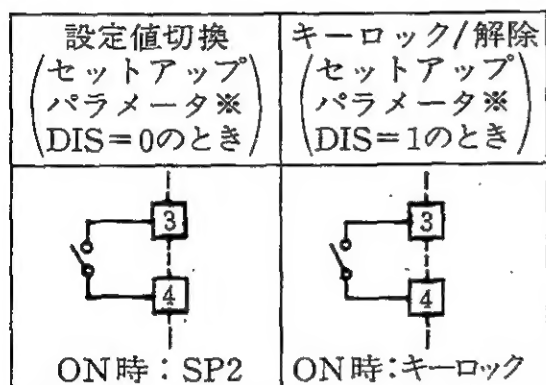 設定値切換
(セットアップ
パラメータ※
DIS=0のとき)
3
4
ON時：SP2
キーロック/解除
(セットアップ
パラメータ※
DIS=1のとき)
3
4
ON時：キーロック